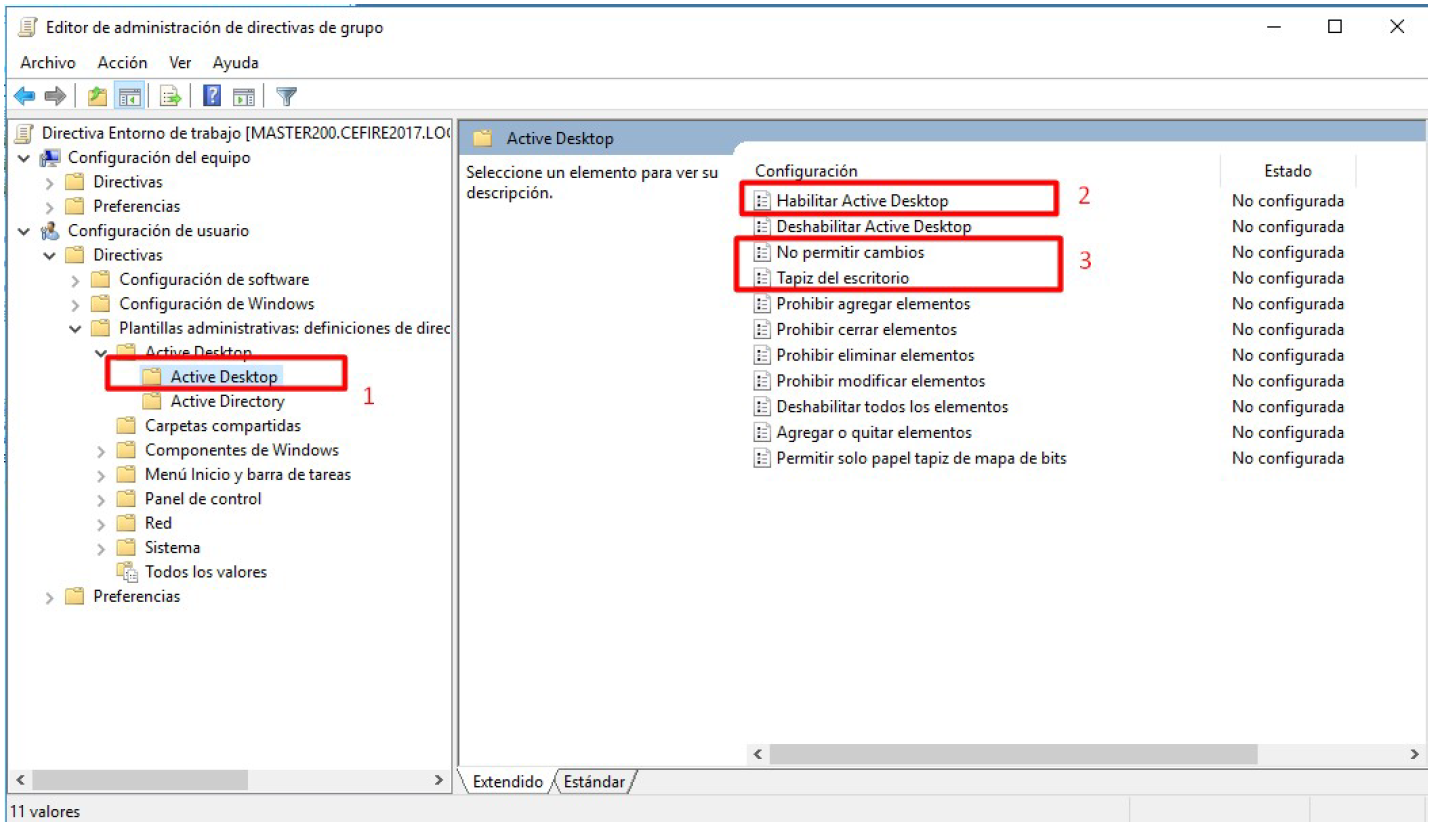 Editor de administración de directivas de grupo
Archivo Acción Ver Ayuda
Directiva Entorno de trabajo [MASTER200.CEFIRE2017.LOC
Configuración del equipo
Directivas
Preferencias
Configuración de usuario
Directivas
Configuración de software
Configuración de Windows
Plantillas administrativas: definiciones de direc
Active Desktop
Active Desktop
1
Active Directory
Carpetas compartidas
Componentes de Windows
Menú Inicio y barra de tareas
Panel de control
Red
Sistema
Todos los valores
Preferencias
Active Desktop
Seleccione un elemento para ver su
descripción.
Configuración Estado
Habilitar Active Desktop 2 No configurada
Deshabilitar Active Desktop No configurada
No permitir cambios 3 No configurada
Tapiz del escritorio No configurada
Prohibir agregar elementos No configurada
Prohibir cerrar elementos No configurada
Prohibir eliminar elementos No configurada
Prohibir modificar elementos No configurada
Deshabilitar todos los elementos No configurada
Agregar o quitar elementos No configurada
Permitir solo papel tapiz de mapa de bits No configurada
Extendido Estándar
11 valores